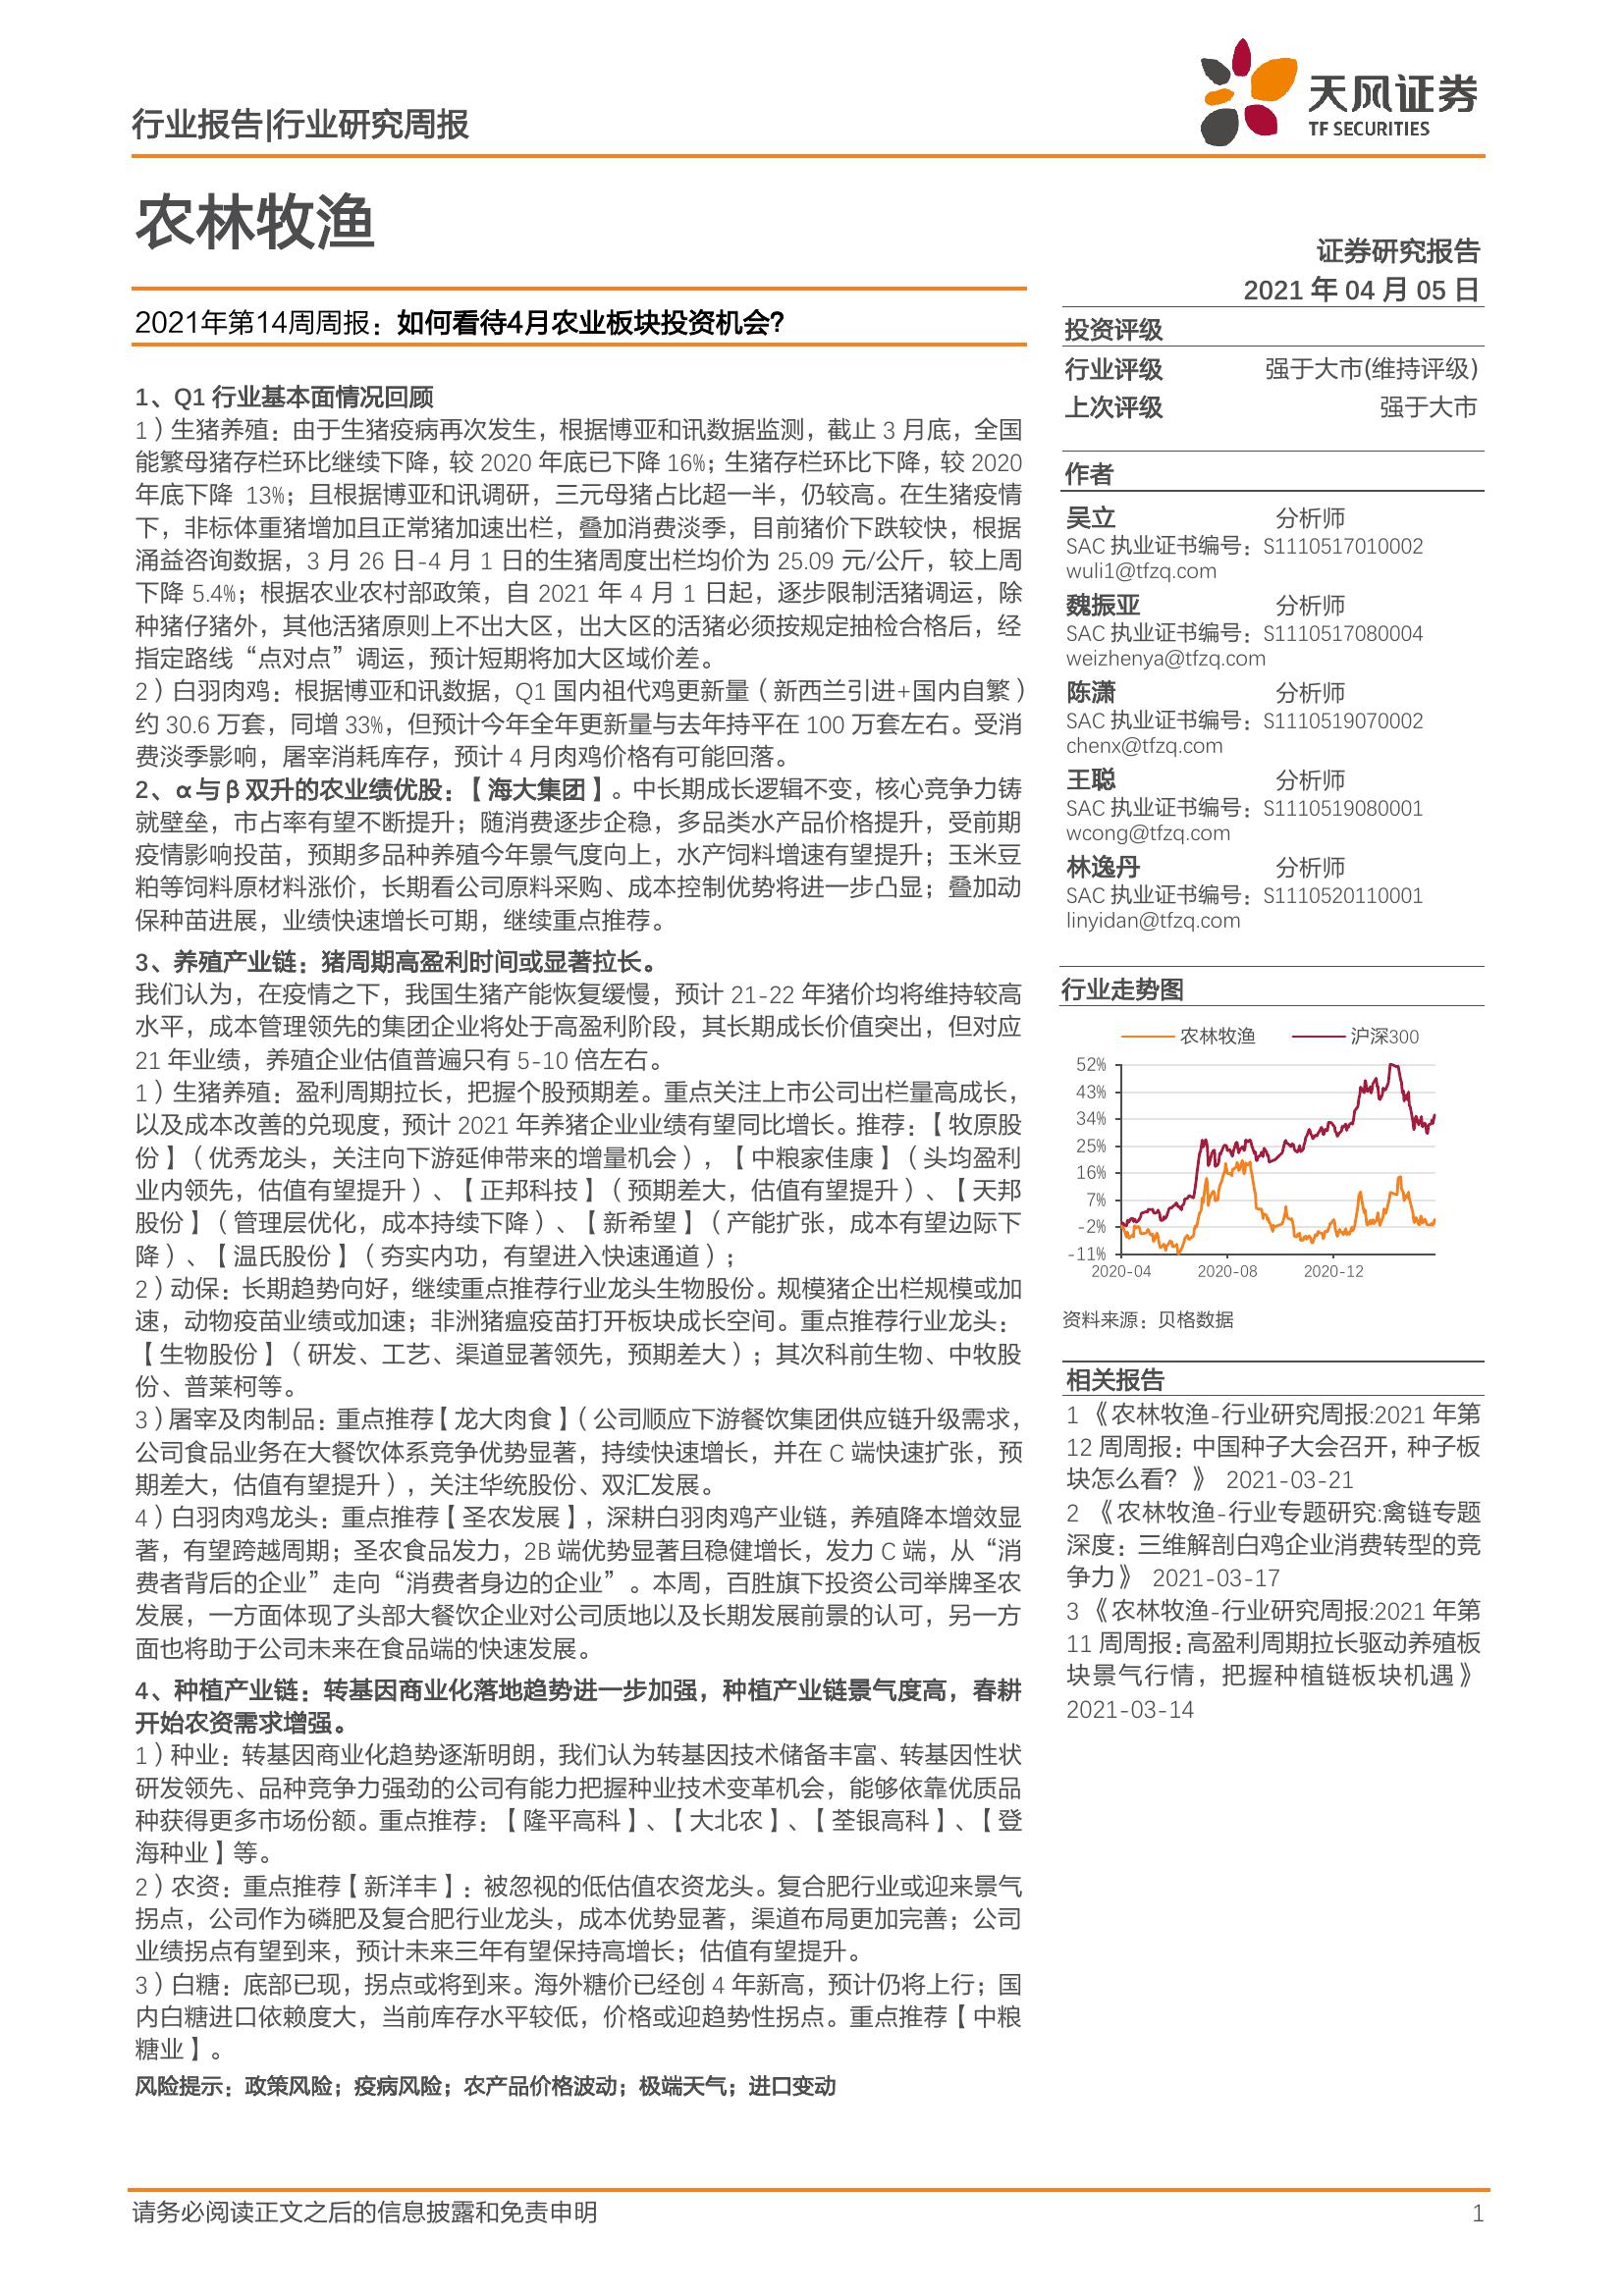 行业报告|行业研究周报
天风证券
TF SECURITIES
农林牧渔
证券研究报告
2021 年 04 月 05 日
2021年第14周周报：如何看待4月农业板块投资机会？
1、Q1 行业基本面情况回顾
1）生猪养殖：由于生猪疫病再次发生，根据博亚和讯数据监测，截止 3 月底，全国
能繁母猪存栏环比继续下降，较 2020 年底已下降 16%；生猪存栏环比下降，较 2020
年底下降 13%；且根据博亚和讯调研，三元母猪占比超一半，仍较高。在生猪疫情
下，非标体重猪增加且正常猪加速出栏，叠加消费淡季，目前猪价下跌较快，根据
涌益咨询数据，3 月 26 日-4 月 1 日的生猪周度出栏均价为 25.09 元/公斤，较上周
下降 5.4%；根据农业农村部政策，自 2021 年 4 月 1 日起，逐步限制活猪调运，除
种猪仔猪外，其他活猪原则上不出大区，出大区的活猪必须按规定抽检合格后，经
指定路线“点对点”调运，预计短期将加大区域价差。
2）白羽肉鸡：根据博亚和讯数据，Q1 国内祖代鸡更新量（新西兰引进+国内自繁）
约 30.6 万套，同增 33%，但预计今年全年更新量与去年持平在 100 万套左右。受消
费淡季影响，屠宰消耗库存，预计 4 月肉鸡价格有可能回落。
2、α与β双升的农业绩优股：【海大集团】。中长期成长逻辑不变，核心竞争力铸
就壁垒，市占率有望不断提升；随消费逐步企稳，多品类水产品价格提升，受前期
疫情影响投苗，预期多品种养殖今年景气度向上，水产饲料增速有望提升；玉米豆
粕等饲料原材料涨价，长期看公司原料采购、成本控制优势将进一步凸显；叠加动
保种苗进展，业绩快速增长可期，继续重点推荐。
3、养殖产业链：猪周期高盈利时间或显著拉长。
我们认为，在疫情之下，我国生猪产能恢复缓慢，预计 21-22 年猪价均将维持较高
水平，成本管理领先的集团企业将处于高盈利阶段，其长期成长价值突出，但对应
21 年业绩，养殖企业估值普遍只有 5-10 倍左右。
1）生猪养殖：盈利周期拉长，把握个股预期差。重点关注上市公司出栏量高成长，
以及成本改善的兑现度，预计 2021 年养猪企业业绩有望同比增长。推荐：【牧原股
份】（优秀龙头，关注向下游延伸带来的增量机会），【中粮家佳康】（头均盈利
业内领先，估值有望提升）、【正邦科技】（预期差大，估值有望提升）、【天邦
股份】（管理层优化，成本持续下降）、【新希望】（产能扩张，成本有望边际下
降）、【温氏股份】（夯实内功，有望进入快速通道）；
2）动保：长期趋势向好，继续重点推荐行业龙头生物股份。规模猪企出栏规模或加
速，动物疫苗业绩或加速；非洲猪瘟疫苗打开板块成长空间。重点推荐行业龙头：
【生物股份】（研发、工艺、渠道显著领先，预期差大）；其次科前生物、中牧股
份、普莱柯等。
3）屠宰及肉制品：重点推荐【龙大肉食】（公司顺应下游餐饮集团供应链升级需求，
公司食品业务在大餐饮体系竞争优势显著，持续快速增长，并在 C 端快速扩张，预
期差大，估值有望提升），关注华统股份、双汇发展。
4）白羽肉鸡龙头：重点推荐【圣农发展】，深耕白羽肉鸡产业链，养殖降本增效显
著，有望跨越周期；圣农食品发力，2B 端优势显著且稳健增长，发力 C 端，从“消
费者背后的企业”走向“消费者身边的企业”。本周，百胜旗下投资公司举牌圣农
发展，一方面体现了头部大餐饮企业对公司质地以及长期发展前景的认可，另一方
面也将助于公司未来在食品端的快速发展。
4、种植产业链：转基因商业化落地趋势进一步加强，种植产业链景气度高，春耕
开始农资需求增强。
1）种业：转基因商业化趋势逐渐明朗，我们认为转基因技术储备丰富、转基因性状
研发领先、品种竞争力强劲的公司有能力把握种业技术变革机会，能够依靠优质品
种获得更多市场份额。重点推荐：【隆平高科】、【大北农】、【荃银高科】、【登
海种业】等。
2）农资：重点推荐【新洋丰】：被忽视的低估值农资龙头。复合肥行业或迎来景气
拐点，公司作为磷肥及复合肥行业龙头，成本优势显著，渠道布局更加完善；公司
业绩拐点有望到来，预计未来三年有望保持高增长；估值有望提升。
3）白糖：底部已现，拐点或将到来。海外糖价已经创 4 年新高，预计仍将上行；国
内白糖进口依赖度大，当前库存水平较低，价格或迎趋势性拐点。重点推荐【中粮
糖业】。
风险提示：政策风险；疫病风险；农产品价格波动；极端天气；进口变动
投资评级
行业评级 强于大市(维持评级)
上次评级 强于大市
作者
吴立 分析师
SAC 执业证书编号：S1110517010002
wuli1@tfzq.com
魏振亚 分析师
SAC 执业证书编号：S1110517080004
weizhenya@tfzq.com
陈潇 分析师
SAC 执业证书编号：S1110519070002
chenx@tfzq.com
王聪 分析师
SAC 执业证书编号：S1110519080001
wcong@tfzq.com
林逸丹 分析师
SAC 执业证书编号：S1110520110001
linyidan@tfzq.com
行业走势图
农林牧渔 沪深300
52%
43%
34%
25%
16%
7%
-2%
-11%
2020-04 2020-08 2020-12
资料来源：贝格数据
相关报告
1 《农林牧渔-行业研究周报:2021 年第
12 周周报：中国种子大会召开，种子板
块怎么看？》 2021-03-21
2 《农林牧渔-行业专题研究:禽链专题
深度：三维解剖白鸡企业消费转型的竞
争力》 2021-03-17
3 《农林牧渔-行业研究周报:2021 年第
11 周周报：高盈利周期拉长驱动养殖板
块景气行情，把握种植链板块机遇》
2021-03-14
请务必阅读正文之后的信息披露和免责申明 1